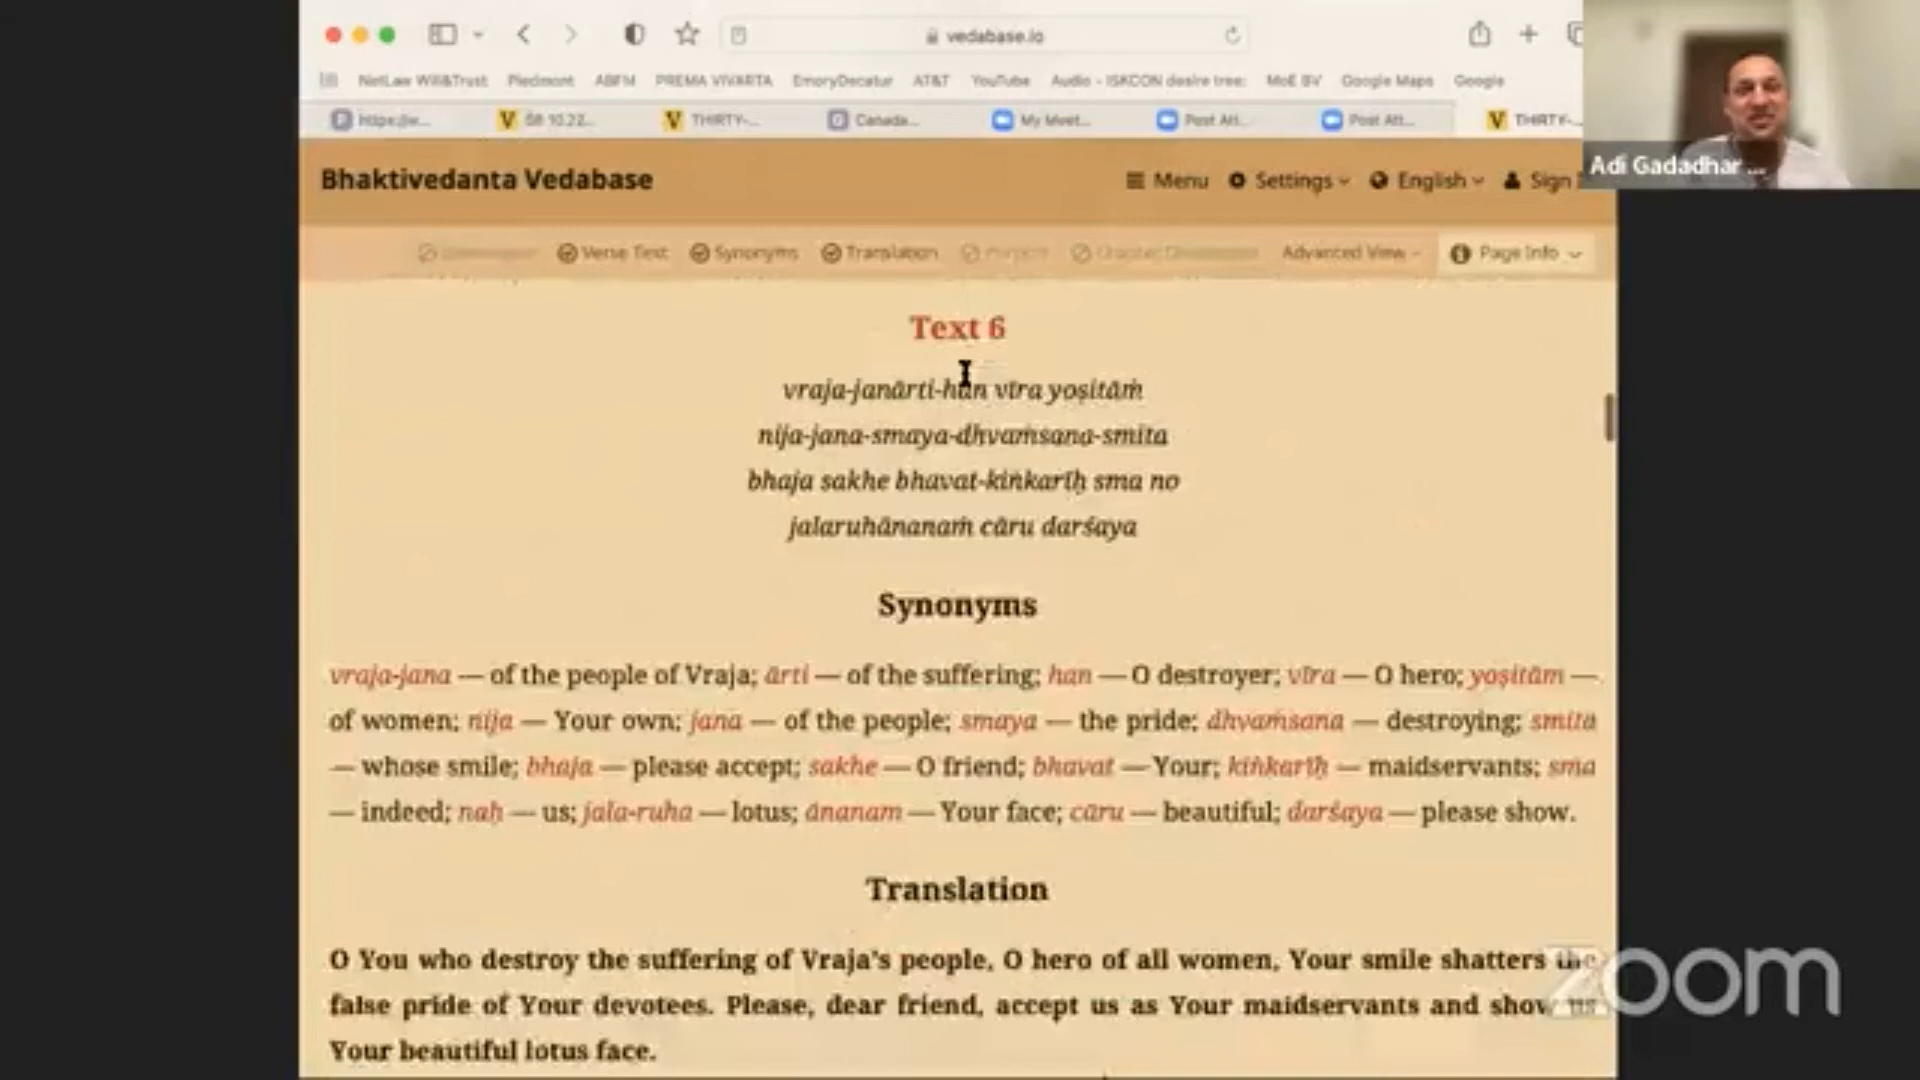 vedabase.io
NetLaw Will&Trust Piedmont ABFM PREMA VIVARTA EmoryDecatur AT&T YouTube Audio - ISKCON desire tree: MoE BV Google Maps Google
https://w... SB 10.22... THIRTY-... Canada... My Meet... Post Att... Post Att... THIRTY-...
Adi Gadadhar ...
Bhaktivedanta Vedabase Menu Settings English Sign
Verse Text Synonyms Translation Advanced View Page Info
Text 6
vraja-janārti-han vīra yoṣitāṁ
nija-jana-smaya-dhvaṁsana-smita
bhaja sakhe bhavat-kiṅkarīḥ sma no
jalaruhānanaṁ cāru darśaya
Synonyms
vraja-jana — of the people of Vraja; ārti — of the suffering; han — O destroyer; vīra — O hero; yoṣitām —
of women; nija — Your own; jana — of the people; smaya — the pride; dhvaṁsana — destroying; smita
— whose smile; bhaja — please accept; sakhe — O friend; bhavat — Your; kiṅkarīḥ — maidservants; sma
— indeed; naḥ — us; jala-ruha — lotus; ānanam — Your face; cāru — beautiful; darśaya — please show.
Translation
O You who destroy the suffering of Vraja's people, O hero of all women, Your smile shatters the
false pride of Your devotees. Please, dear friend, accept us as Your maidservants and show us
Your beautiful lotus face.
zoom